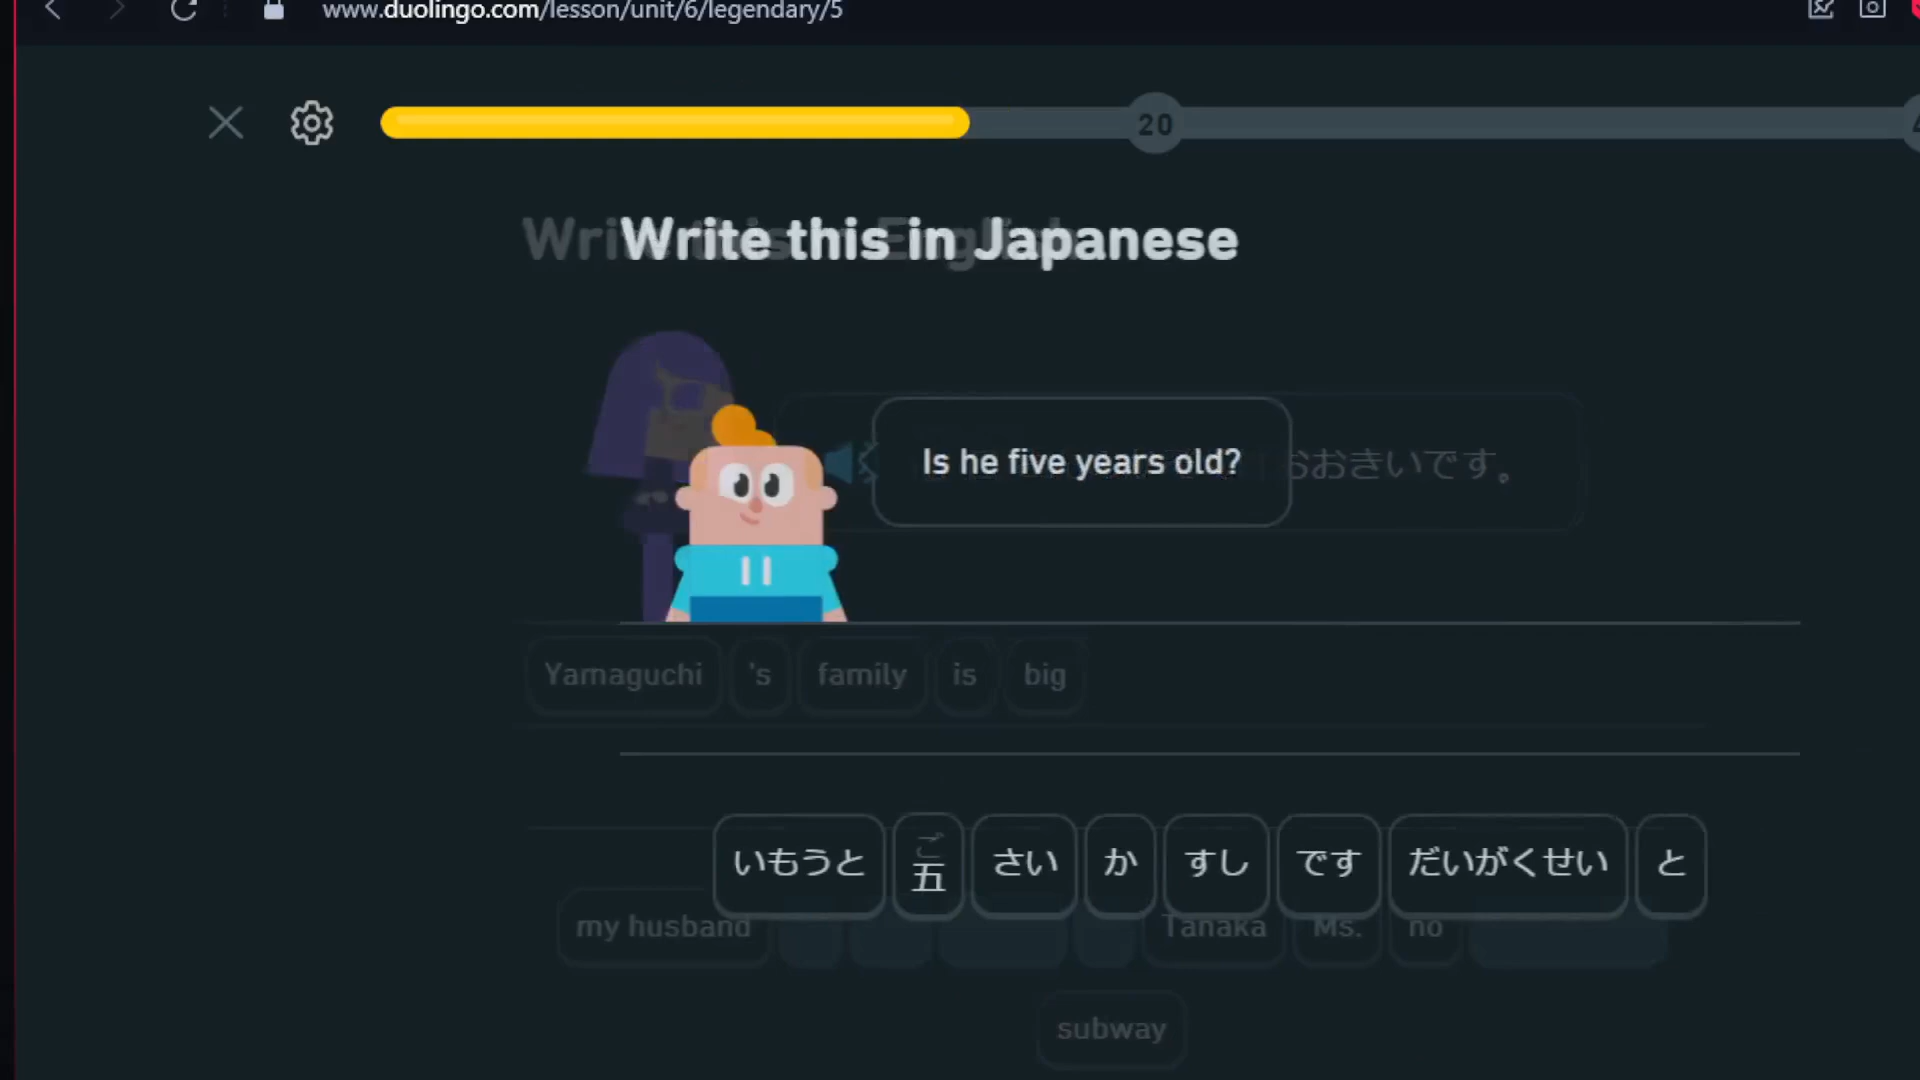 www.duolingo.com/lesson/unit/6/legendary/5
20
Write this in Japanese
Is he five years old?
おおきいです。
Yamaguchi 's family is big
いもうと 五 さい か すし です だいがくせい と
ご
my husband Tanaka Ms. no
subway